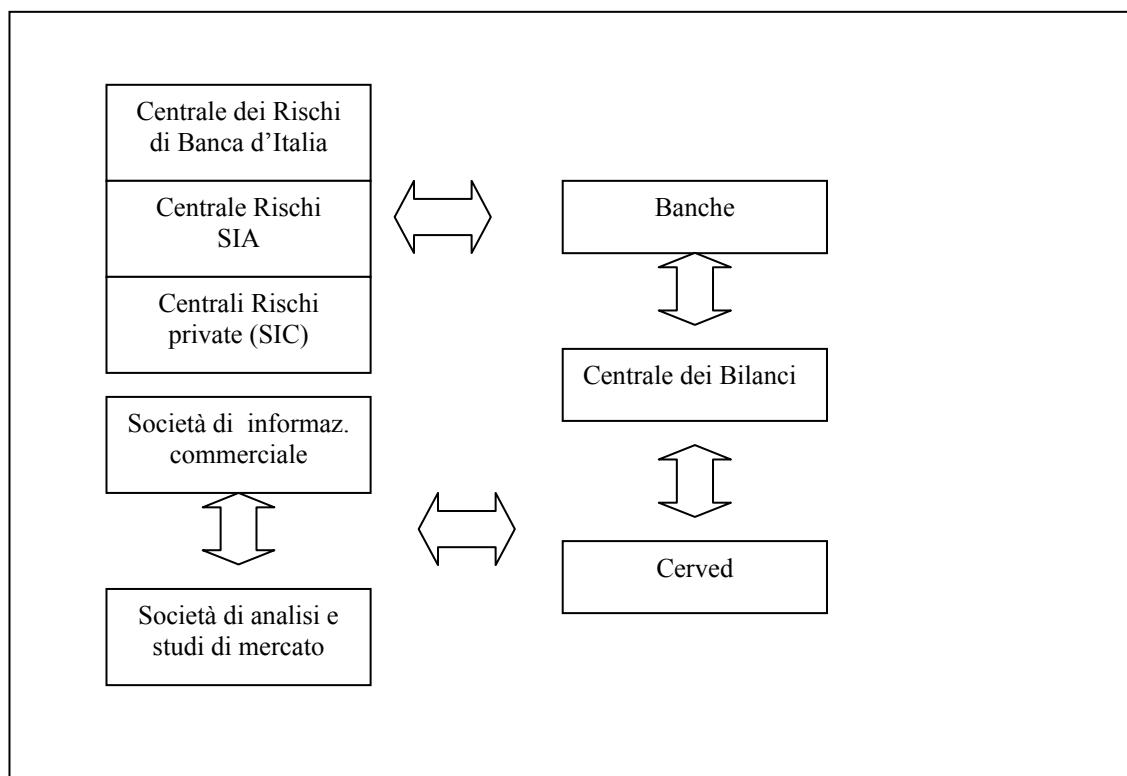 Centrale dei Rischi
di Banca d’Italia
Centrale Rischi
SIA
Centrali Rischi
private (SIC)
Società di informaz.
commerciale
Società di analisi e
studi di mercato
Banche
Centrale dei Bilanci
Cerved